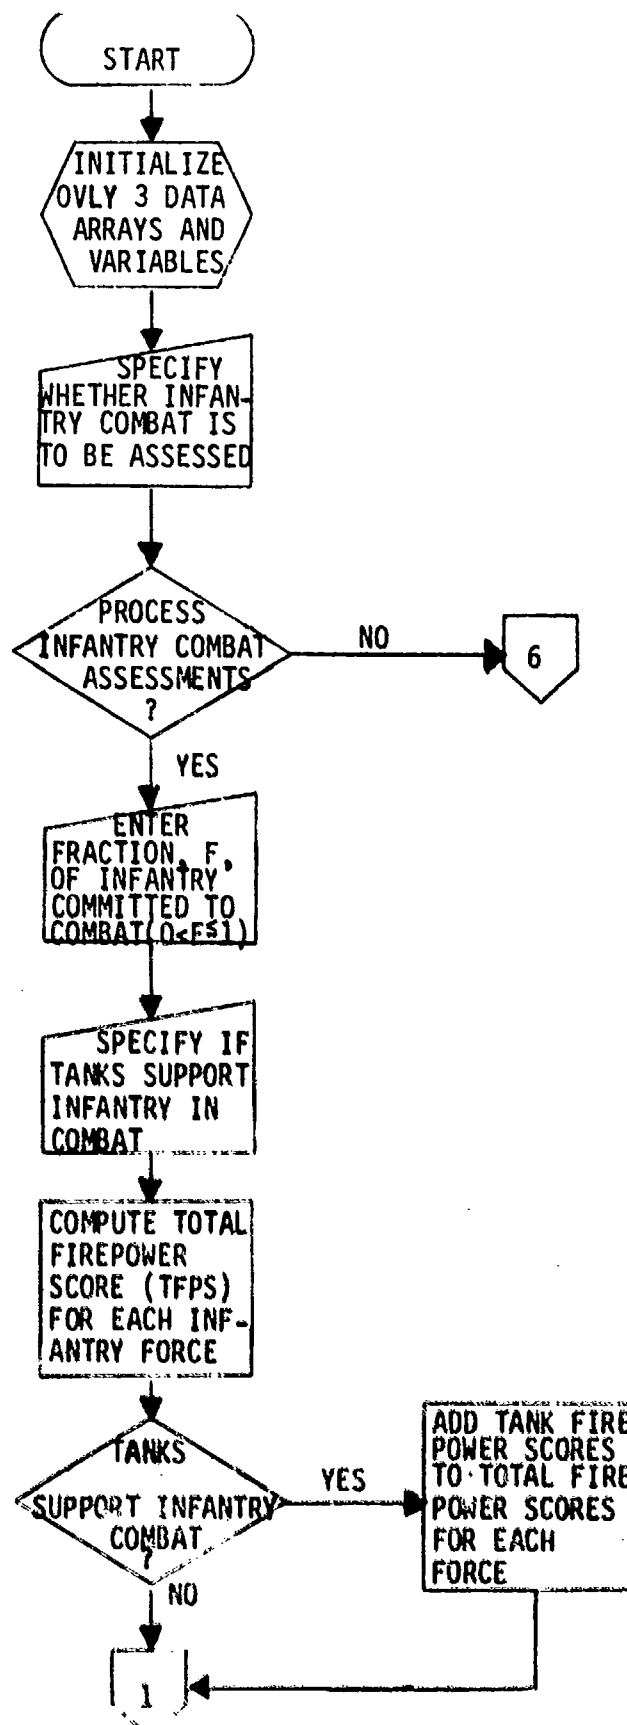 START
INITIALIZE
OVLY 3 DATA
ARRAYS AND
VARIABLES
SPECIFY
WHETHER INFAN-
TRY COMBAT IS
TO BE ASSESSED
PROCESS
INFANTRY COMBAT
ASSESSMENTS
?
NO
6
YES
ENTER
FRACTION, F,
OF INFANTRY
COMMITTED TO
COMBAT(0<F≤1)
SPECIFY IF
TANKS SUPPORT
INFANTRY IN
COMBAT
COMPUTE TOTAL
FIREPOWER
SCORE (TFPS)
FOR EACH INF-
ANTRY FORCE
TANKS
SUPPORT INFANTRY
COMBAT
?
YES
ADD TANK FIRE
POWER SCORES
TO TOTAL FIRE
POWER SCORES
FOR EACH
FORCE
NO
1